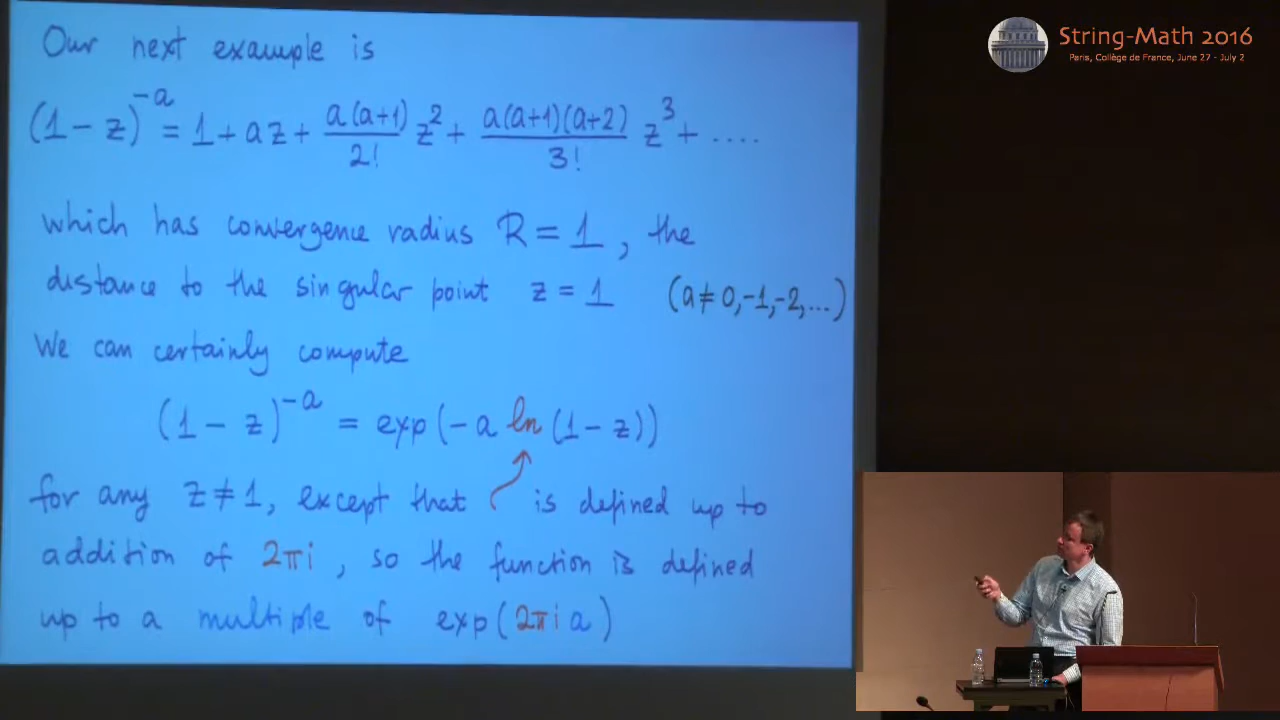 Our next example is
(1-z)^{-a} = 1 + az + \frac{a(a+1)}{2!} z^2 + \frac{a(a+1)(a+2)}{3!} z^3 + ....
which has convergence radius R = 1, the
distance to the singular point z = 1 (a≠0,-1,-2,...)
We can certainly compute
(1-z)^{-a} = exp(-a ln(1-z))
for any z≠1, except that is defined up to
addition of 2πi, so the function is defined
up to a multiple of exp(2πi a)
String-Math 2016
Paris, Collège de France, June 27 - July 2